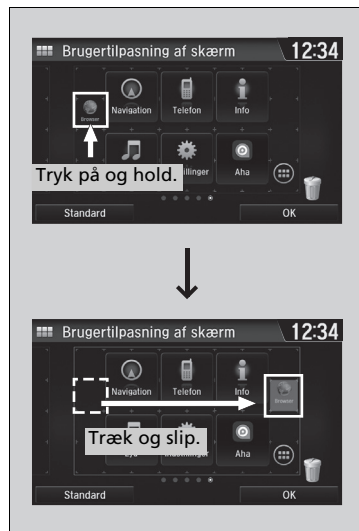 Brugertilpasning af skærm 12:34
Browser Navigation Telefon Info
Tryk på og hold. illinger Aha
Standard OK
Brugertilpasning af skærm 12:34
Navigation Telefon Info Browser
Træk og slip.
Aha
Standard OK